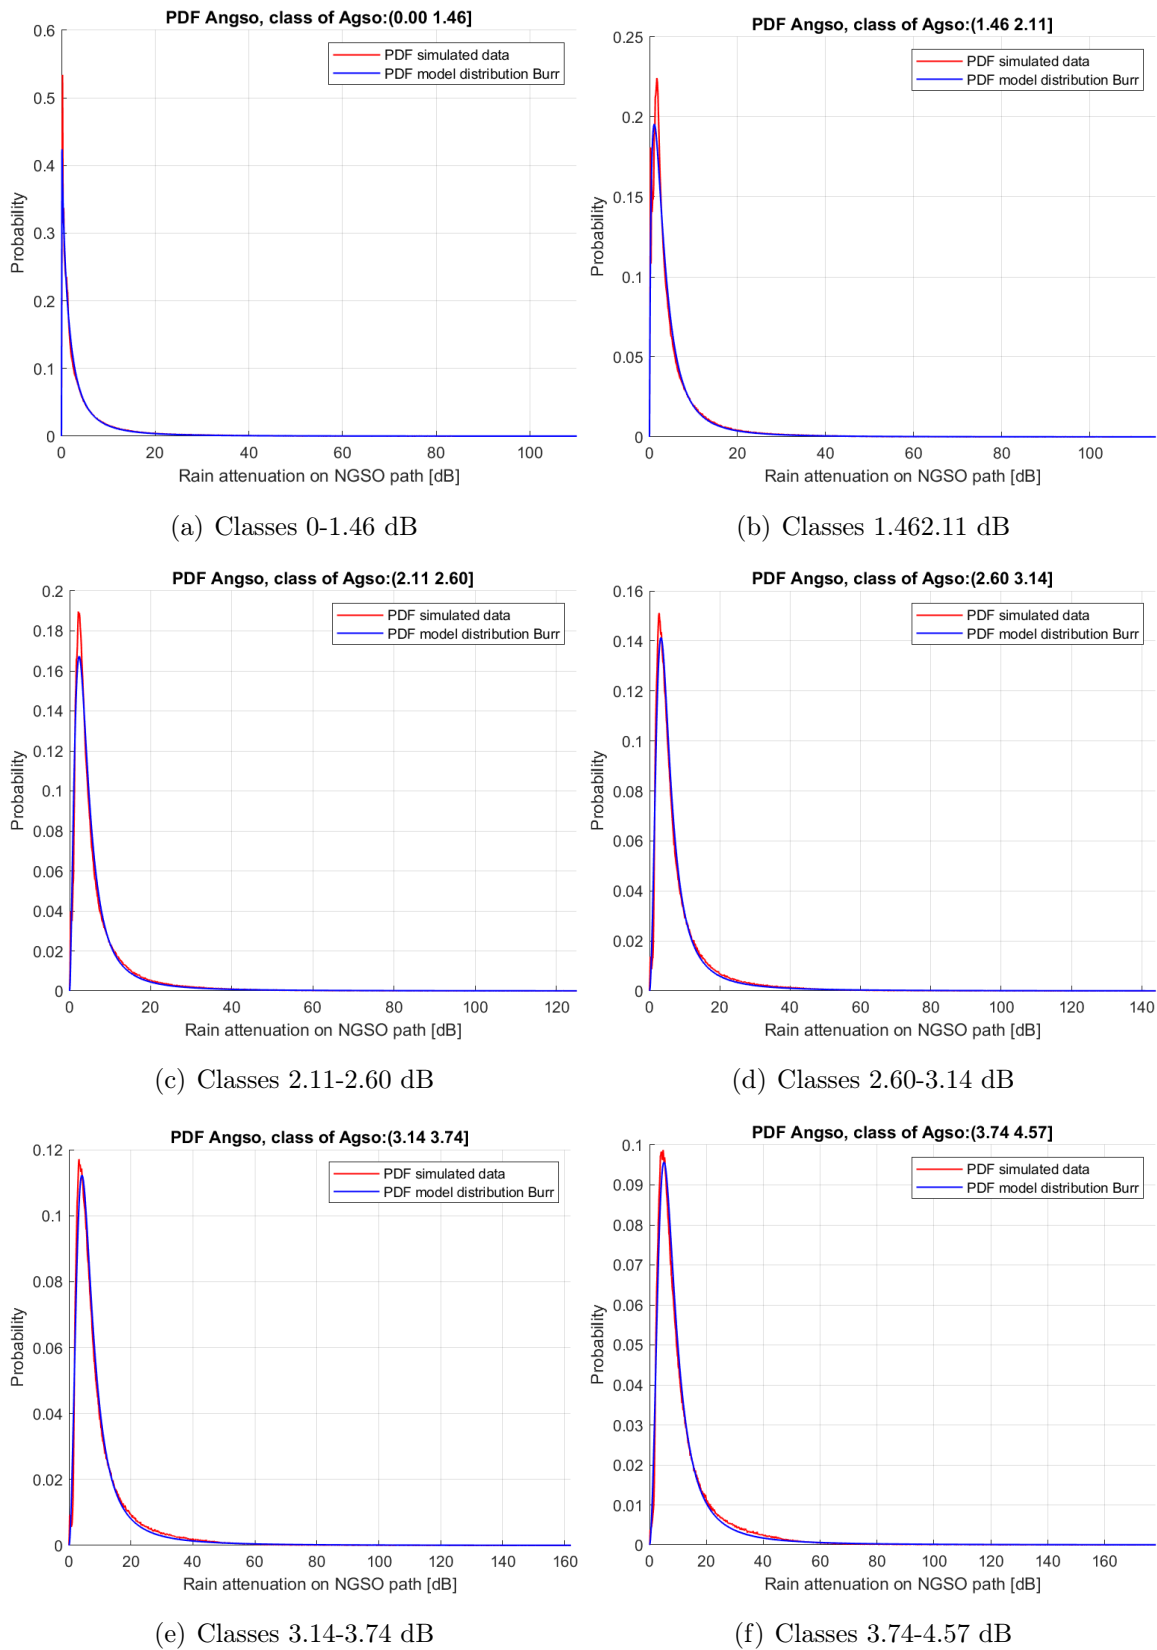 PDF Angso, class of Agso:(0.00 1.46]
PDF simulated data
PDF model distribution Burr
Probability
0.6
0.5
0.4
0.3
0.2
0.1
0
0 20 40 60 80 100
Rain attenuation on NGSO path [dB]
(a) Classes 0-1.46 dB
PDF Angso, class of Agso:(1.46 2.11]
PDF simulated data
PDF model distribution Burr
Probability
0.25
0.2
0.15
0.1
0.05
0
0 20 40 60 80 100
Rain attenuation on NGSO path [dB]
(b) Classes 1.462.11 dB
PDF Angso, class of Agso:(2.11 2.60]
PDF simulated data
PDF model distribution Burr
Probability
0.2
0.18
0.16
0.14
0.12
0.1
0.08
0.06
0.04
0.02
0
0 20 40 60 80 100 120
Rain attenuation on NGSO path [dB]
(c) Classes 2.11-2.60 dB
PDF Angso, class of Agso:(2.60 3.14]
PDF simulated data
PDF model distribution Burr
Probability
0.16
0.14
0.12
0.1
0.08
0.06
0.04
0.02
0
0 20 40 60 80 100 120 140
Rain attenuation on NGSO path [dB]
(d) Classes 2.60-3.14 dB
PDF Angso, class of Agso:(3.14 3.74]
PDF simulated data
PDF model distribution Burr
Probability
0.12
0.1
0.08
0.06
0.04
0.02
0
0 20 40 60 80 100 120 140 160
Rain attenuation on NGSO path [dB]
(e) Classes 3.14-3.74 dB
PDF Angso, class of Agso:(3.74 4.57]
PDF simulated data
PDF model distribution Burr
Probability
0.1
0.09
0.08
0.07
0.06
0.05
0.04
0.03
0.02
0.01
0
0 20 40 60 80 100 120 140 160
Rain attenuation on NGSO path [dB]
(f) Classes 3.74-4.57 dB